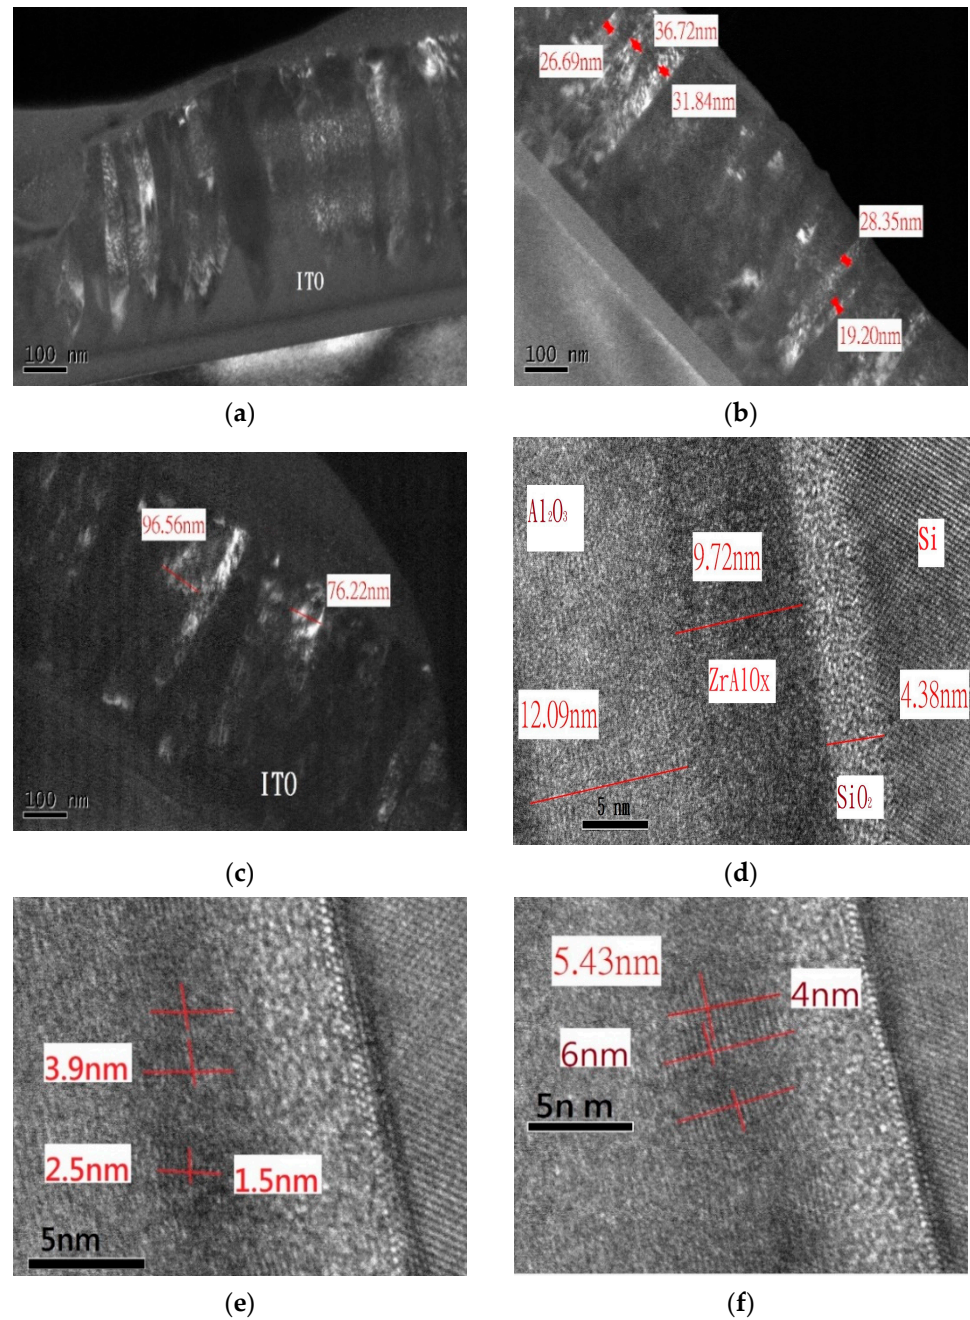 ITO
100 nm
(a)
36.72nm
26.69nm
31.84nm
28.35nm
19.20nm
100 nm
(b)
96.56nm
76.22nm
ITO
100 nm
(c)
Al₂O₃
Si
9.72nm
ZrAlOx
12.09nm
4.38nm
5 nm
SiO₂
(d)
3.9nm
2.5nm
1.5nm
5nm
(e)
5.43nm
4nm
6nm
5n m
(f)